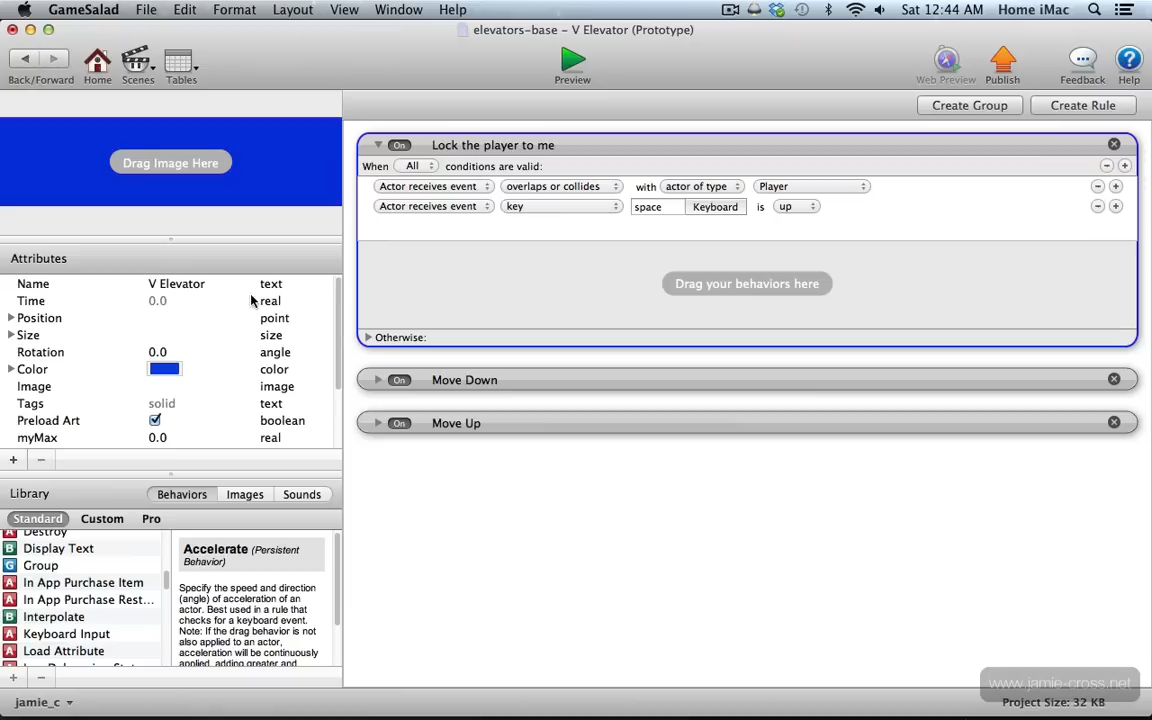 GameSalad File Edit Format Layout View Window Help Sat 12:44 AM Home iMac
elevators-base – V Elevator (Prototype)
Back/Forward Home Scenes Tables Preview Web Preview Publish Feedback Help
Create Group Create Rule
Drag Image Here
On Lock the player to me
When All conditions are valid:
Actor receives event overlaps or collides with actor of type Player
Actor receives event key space Keyboard is up
Drag your behaviors here
Otherwise:
On Move Down
On Move Up
Attributes
Name V Elevator text
Time 0.0 real
Position point
Size size
Rotation 0.0 angle
Color color
Image image
Tags solid text
Preload Art boolean
myMax 0.0 real
Library Behaviors Images Sounds
Standard Custom Pro
Destroy
Display Text
Group
In App Purchase Item
In App Purchase Rest...
Interpolate
Keyboard Input
Load Attribute
Accelerate (Persistent
Behavior)
Specify the speed and direction
(angle) of acceleration of an
actor. Best used in a rule that
checks for a keyboard event.
Note: If the drag behavior is not
also applied to an actor,
acceleration will be continuously
applied, adding greater and
jamie_c
www.jamie-cross.net
Project Size: 32 KB